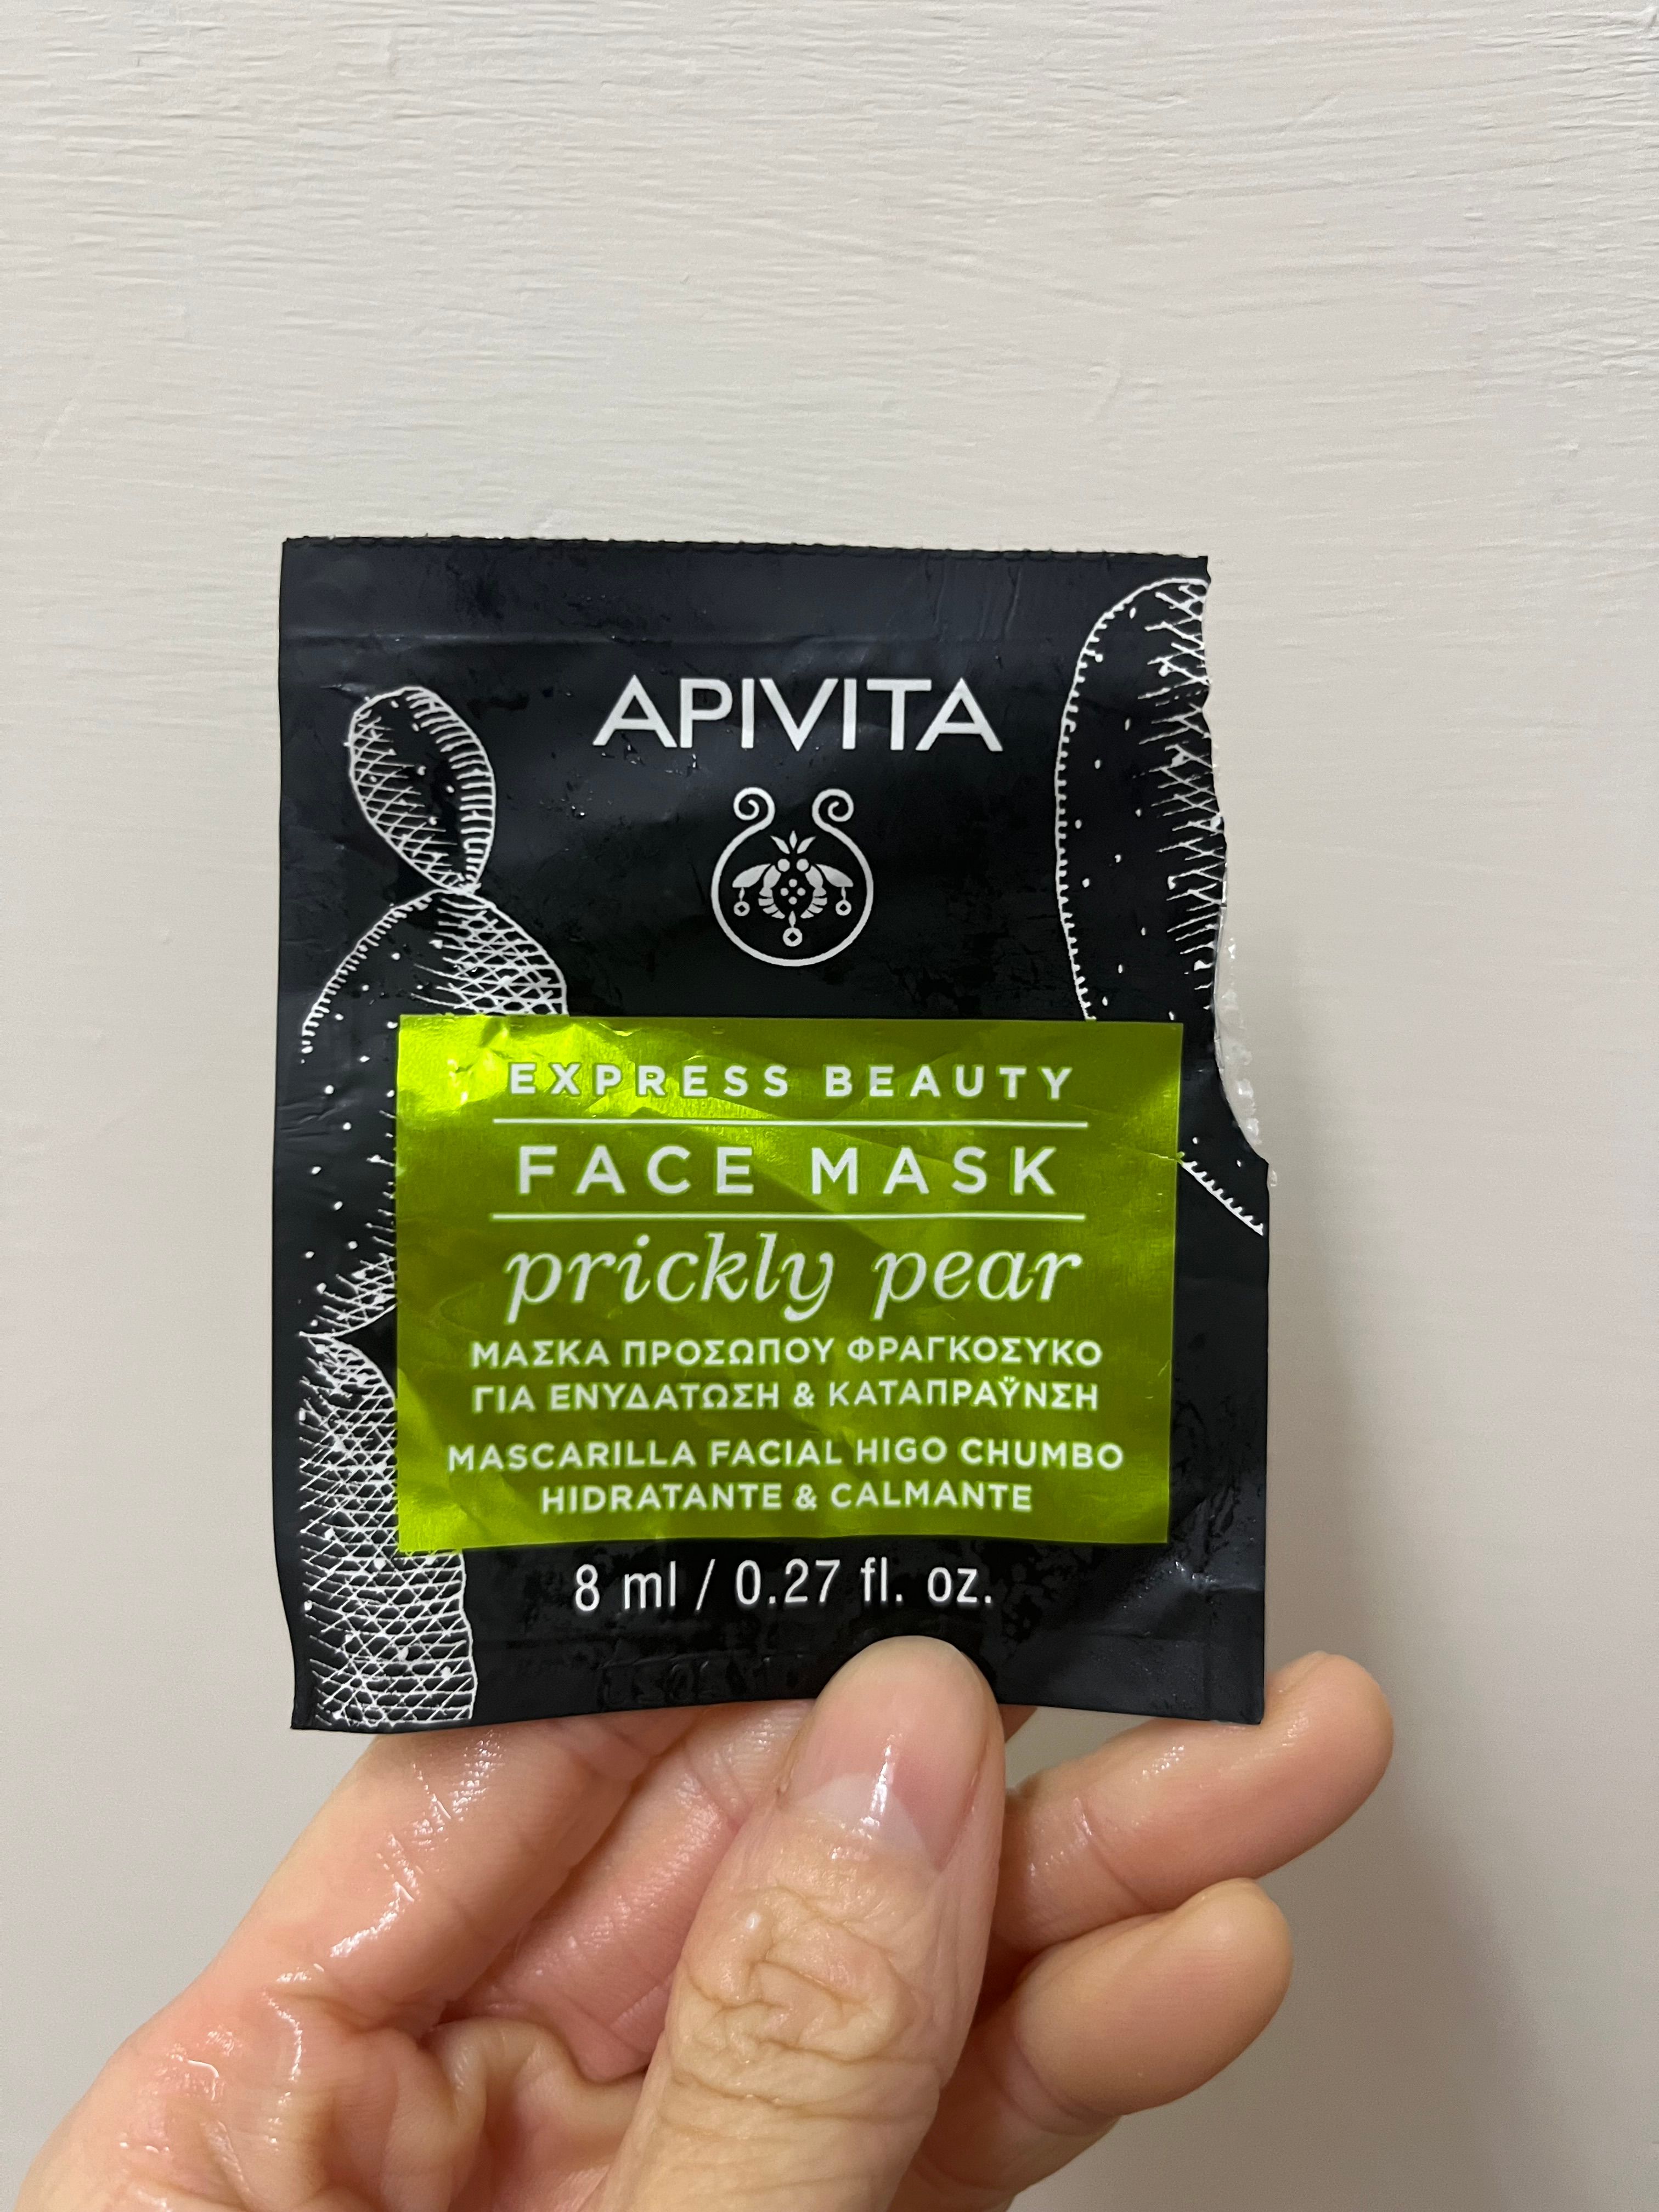 APIVITA
EXPRESS BEAUTY
FACE MASK
prickly pear
ΜΑΣΚΑ ΠΡΟΣΩΠΟΥ ΦΡΑΓΚΟΣΥΚΟ
ΓΙΑ ΕΝΥΔΑΤΩΣΗ & ΚΑΤΑΠΡΑΫΝΣΗ
MASCARILLA FACIAL HIGO CHUMBO
HIDRATANTE & CALMANTE
8 ml / 0.27 fl. oz.